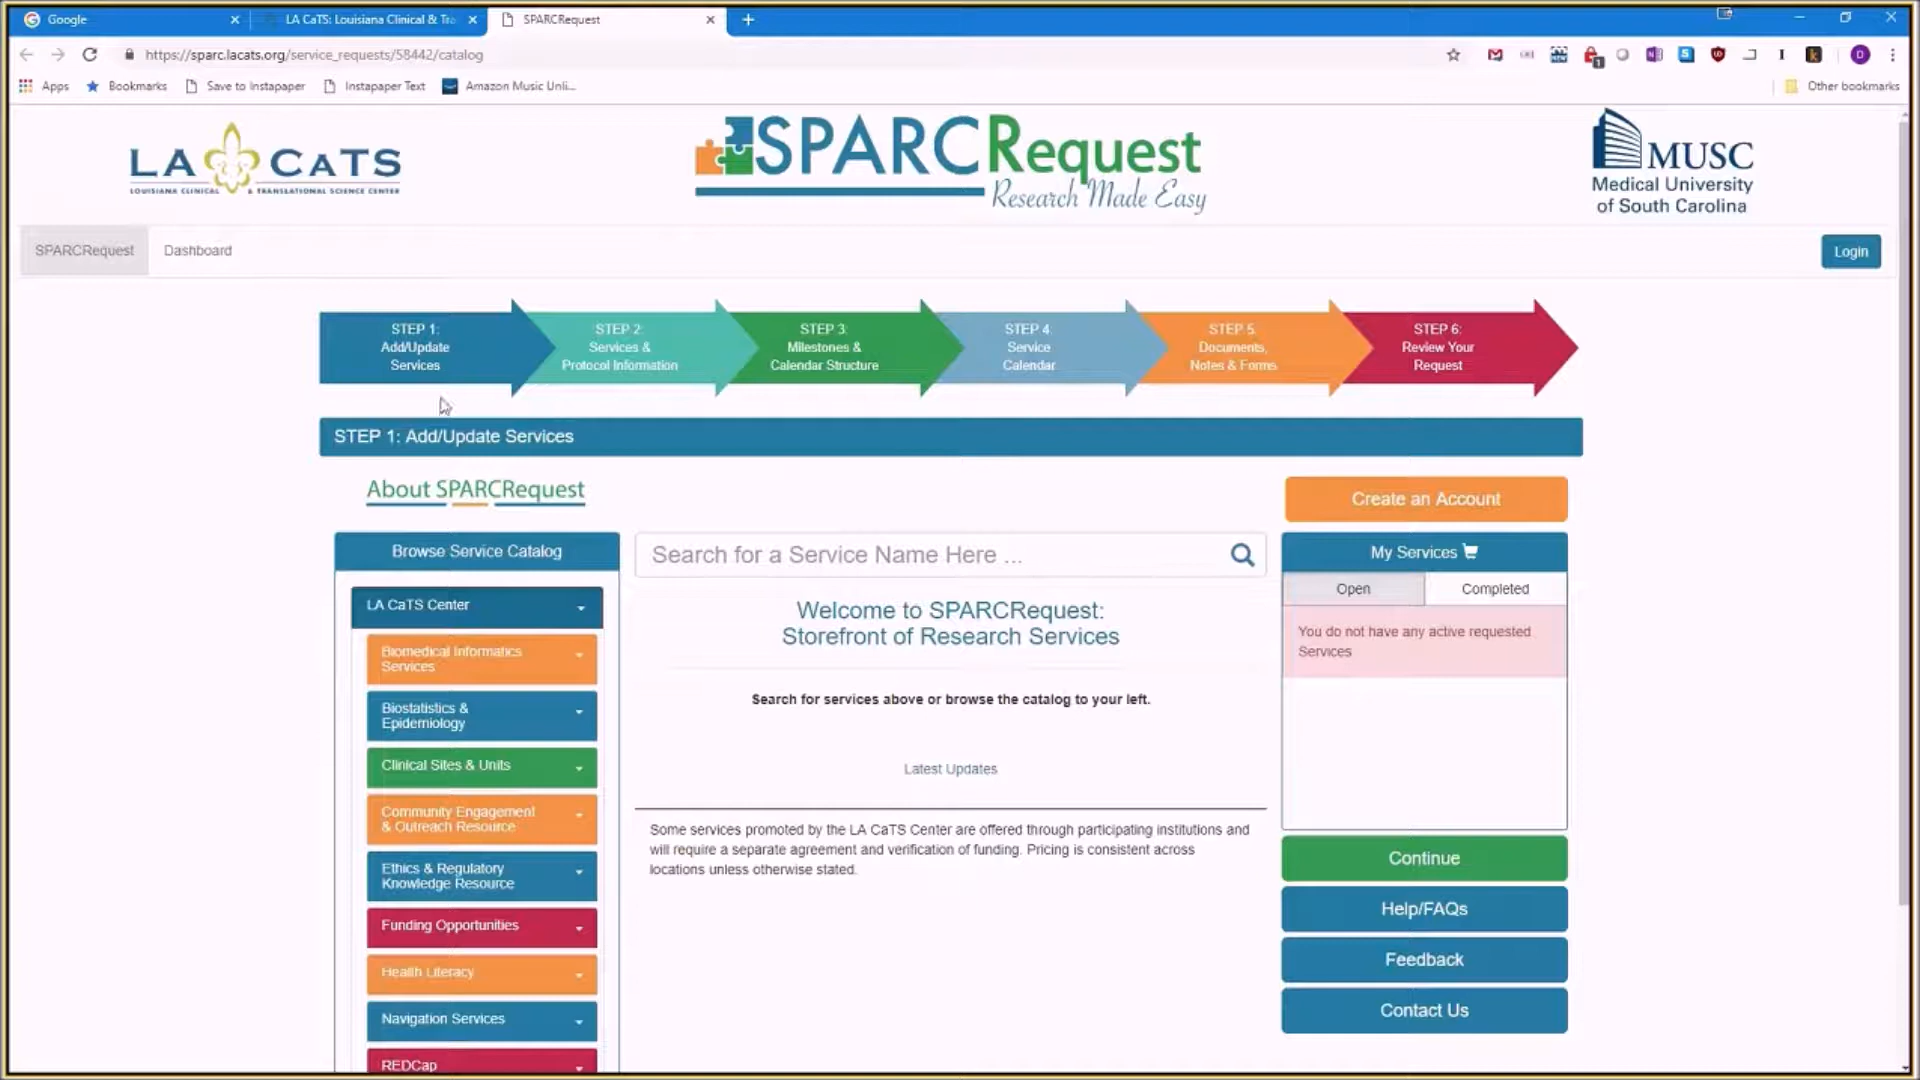 Google
LA CaTS: Louisiana Clinical & Tra
SPARCRequest
https://sparc.lacats.org/service_requests/58442/catalog
Apps
Bookmarks
Save to Instapaper
Instapaper Text
Amazon Music Unli...
Other bookmarks
LA CaTS
LOUISIANA CLINICAL & TRANSLATIONAL SCIENCE CENTER
SPARCRequest
Research Made Easy
MUSC
Medical University
of South Carolina
SPARCRequest
Dashboard
Login
STEP 1:
Add/Update
Services
STEP 2:
Services &
Protocol Information
STEP 3:
Milestones &
Calendar Structure
STEP 4:
Service
Calendar
STEP 5:
Documents,
Notes & Forms
STEP 6:
Review Your
Request
STEP 1: Add/Update Services
About SPARCRequest
Browse Service Catalog
LA CaTS Center
Biomedical Informatics
Services
Biostatistics &
Epidemiology
Clinical Sites & Units
Community Engagement
& Outreach Resource
Ethics & Regulatory
Knowledge Resource
Funding Opportunities
Health Literacy
Navigation Services
REDCap
Search for a Service Name Here ...
Welcome to SPARCRequest:
Storefront of Research Services
Search for services above or browse the catalog to your left.
Latest Updates
Some services promoted by the LA CaTS Center are offered through participating institutions and
will require a separate agreement and verification of funding. Pricing is consistent across
locations unless otherwise stated.
Create an Account
My Services
Open
Completed
You do not have any active requested
Services
Continue
Help/FAQs
Feedback
Contact Us